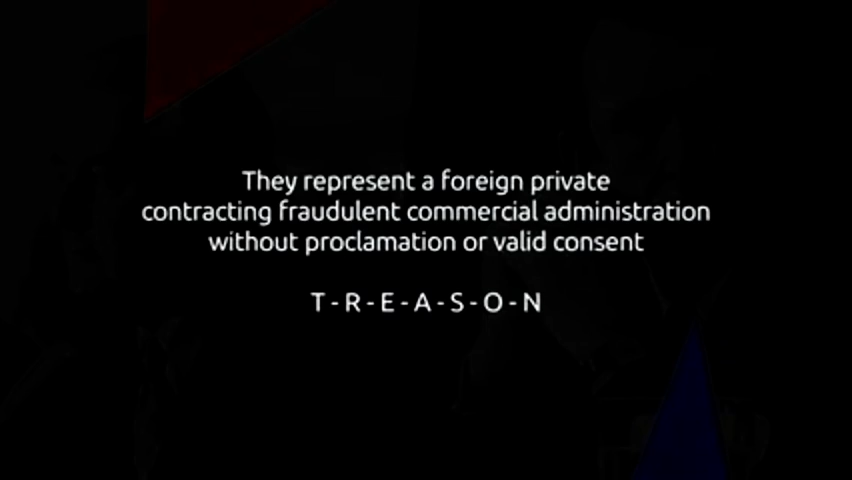 They represent a foreign private
contracting fraudulent commercial administration
without proclamation or valid consent
T-R-E-A-S-O-N